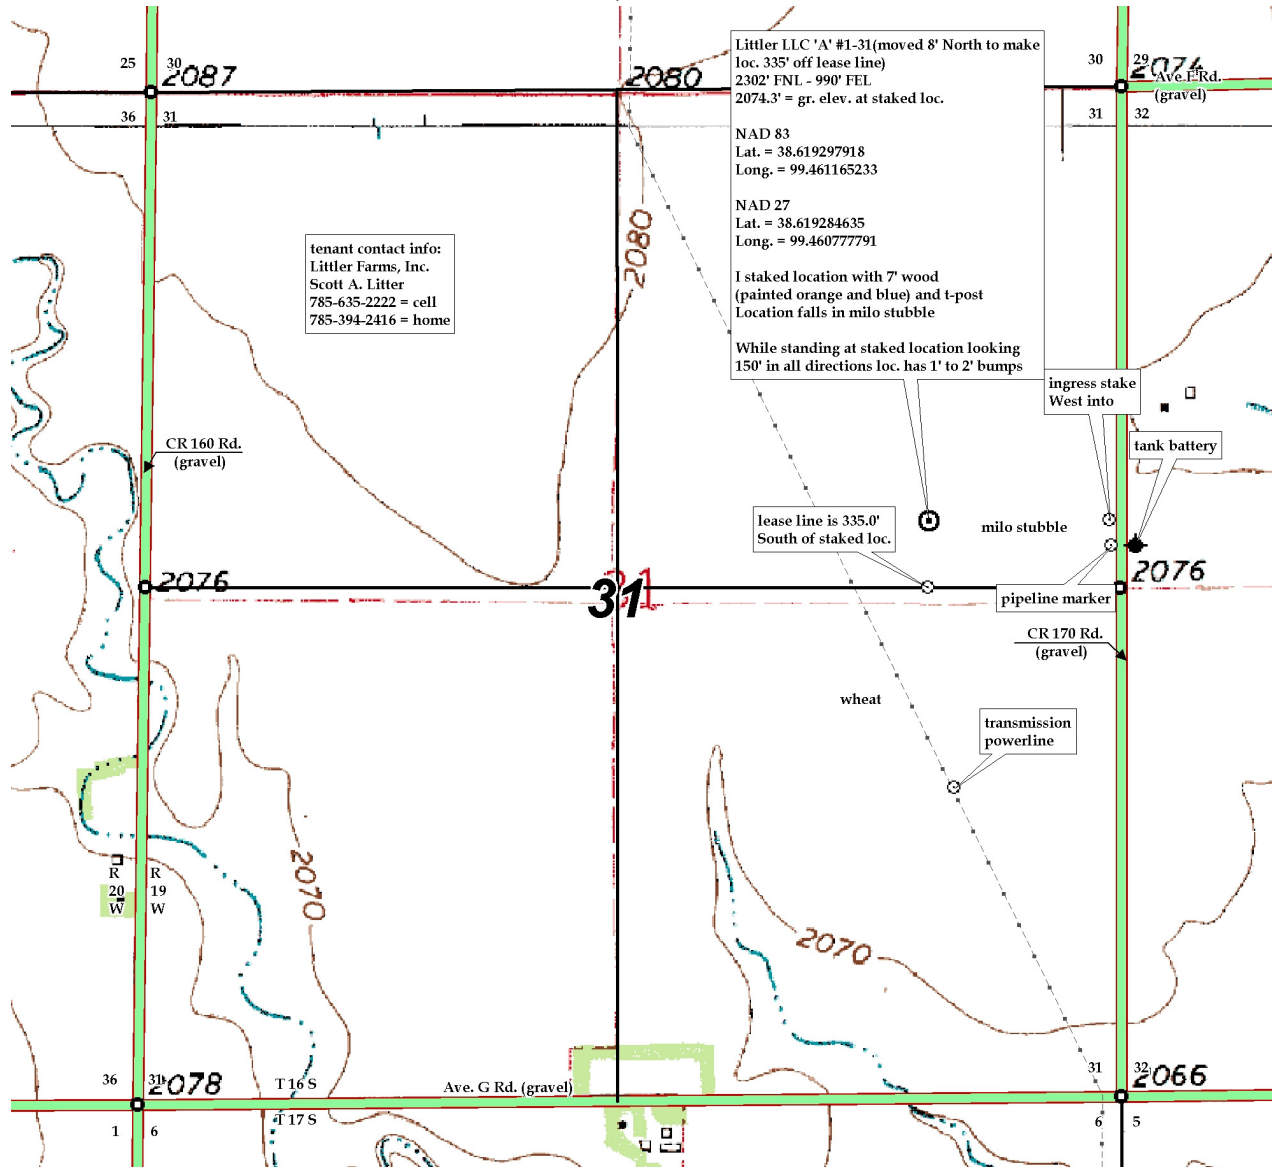 25
30
2087
2080
30
29
2074
Ave F Rd.
(gravel)
36
31
31
32
Littler LLC 'A' #1-31(moved 8' North to make
loc. 335' off lease line)
2302' FNL - 990' FEL
2074.3' = gr. elev. at staked loc.
NAD 83
Lat. = 38.619297918
Long. = 99.461165233
NAD 27
Lat. = 38.619284635
Long. = 99.460777791
I staked location with 7' wood
(painted orange and blue) and t-post
Location falls in milo stubble
While standing at staked location looking
150' in all directions loc. has 1' to 2' bumps
2080
tenant contact info:
Littler Farms, Inc.
Scott A. Litter
785-635-2222 = cell
785-394-2416 = home
ingress stake
West into
tank battery
CR 160 Rd.
(gravel)
lease line is 335.0'
South of staked loc.
milo stubble
2076
31
31
2076
pipeline marker
CR 170 Rd.
(gravel)
wheat
transmission
powerline
R
20
W
R
19
W
2070
2070
36
31
2078
T 16 S
Ave. G Rd. (gravel)
31
32
2066
1
6
T 17 S
6
5